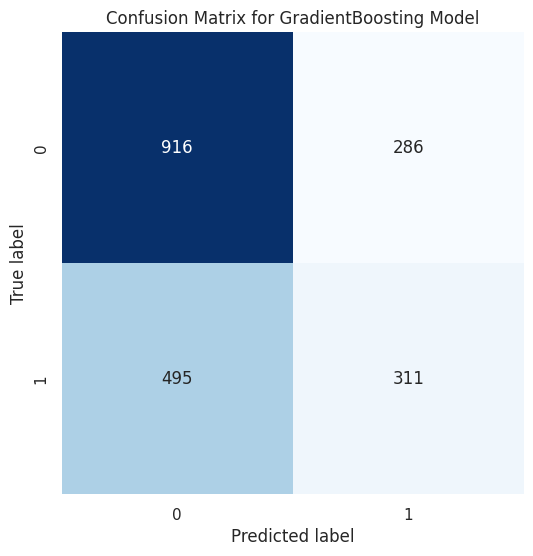 Confusion Matrix for GradientBoosting Model
True label
0
916
286
1
495
311
0
1
Predicted label